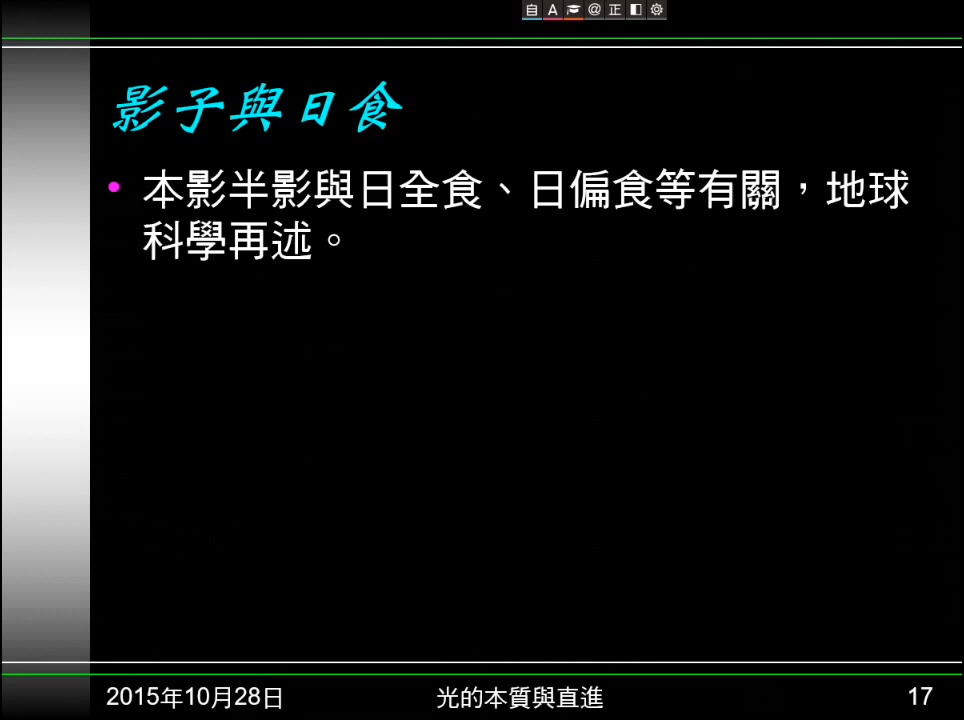 自 A @ 正
影子與日食
• 本影半影與日全食、日偏食等有關，地球
科學再述。
2015年10月28日 光的本質與直進 17